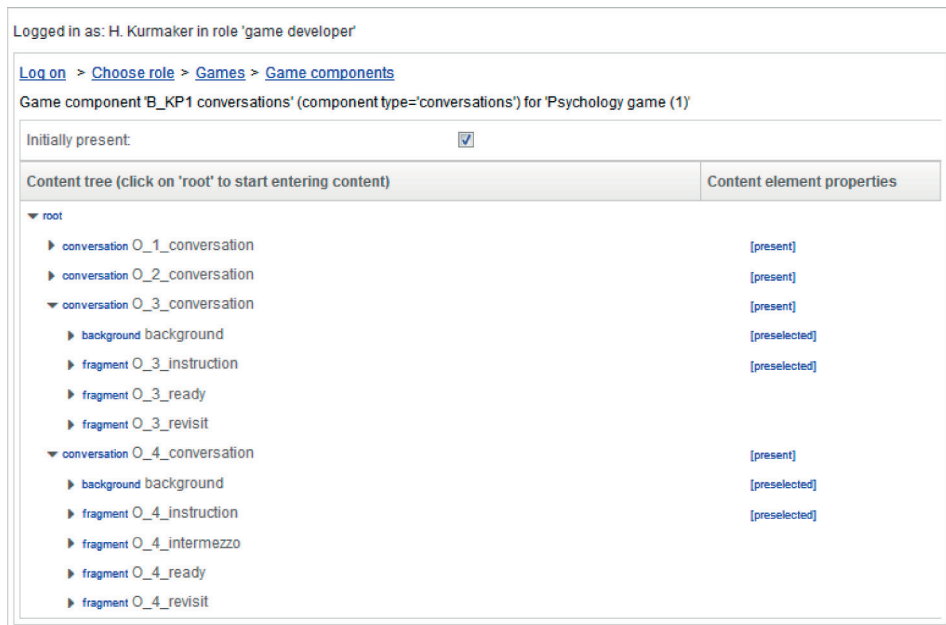 Logged in as: H. Kurmaker in role 'game developer'
Log on > Choose role > Games > Game components
Game component 'B_KP1 conversations' (component type='conversations') for 'Psychology game (1)'
Initially present:
Content tree (click on 'root' to start entering content) Content element properties
root
conversation O_1_conversation [present]
conversation O_2_conversation [present]
conversation O_3_conversation [present]
background background [preselected]
fragment O_3_instruction [preselected]
fragment O_3_ready
fragment O_3_revisit
conversation O_4_conversation [present]
background background [preselected]
fragment O_4_instruction [preselected]
fragment O_4_intermezzo
fragment O_4_ready
fragment O_4_revisit